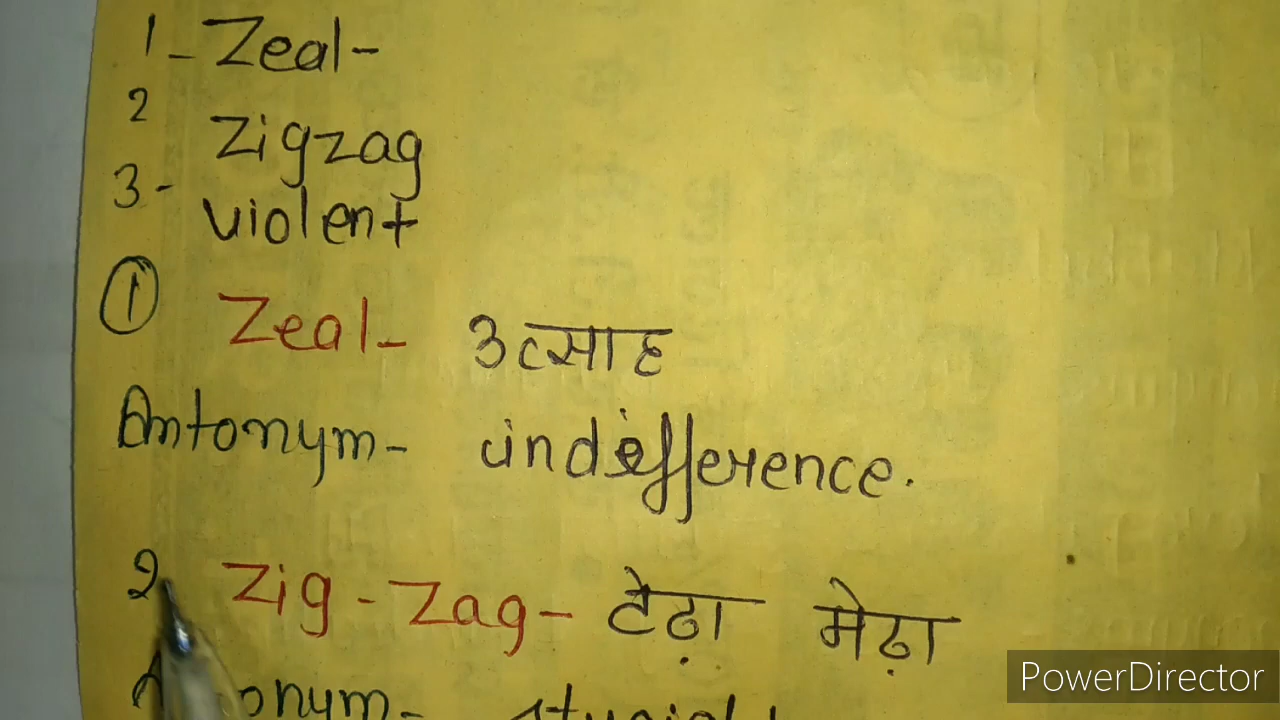 1 - Zeal -
2 Zigzag
3 - violent
① Zeal - उत्साह
Antonym - indifference.
2 Zig - Zag - टेढ़ा मेढ़ा
PowerDirector